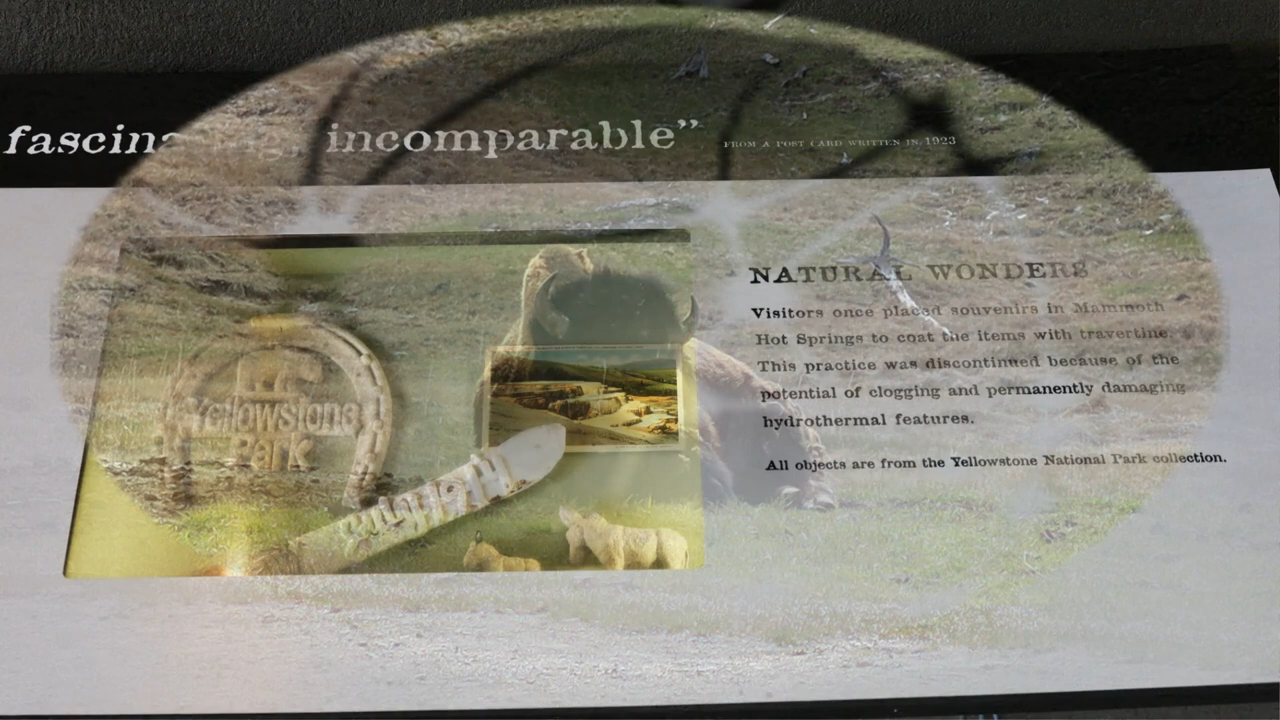 incomparable”
FROM A POST CARD WRITTEN IN 1923
NATURAL WONDERS
Visitors once placed souvenirs in Mammoth
Hot Springs to coat the items with travertine.
This practice was discontinued because of the
potential of clogging and permanently damaging
hydrothermal features.
All objects are from the Yellowstone National Park collection.
Yellowstone
Park